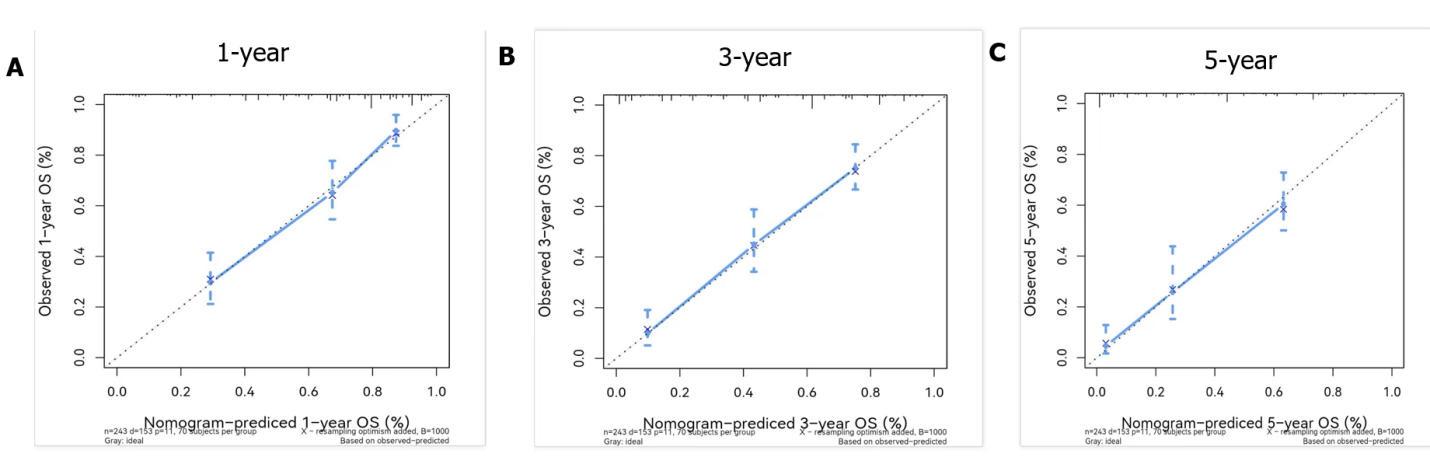 A
1-year
Observed 1−year OS (%)
1.0
0.8
0.6
0.4
0.2
0.0
0.0 0.2 0.4 0.6 0.8 1.0
Nomogram−prediced 1−year OS (%)
n=243 d=153 p=11, 70 subjects per group X − resampling optimism added, B=1000
Gray: ideal Based on observed−predicted
B
3-year
Observed 3−year OS (%)
1.0
0.8
0.6
0.4
0.2
0.0
0.0 0.2 0.4 0.6 0.8 1.0
Nomogram−prediced 3−year OS (%)
n=243 d=153 p=11, 70 subjects per group X − resampling optimism added, B=1000
Gray: ideal Based on observed−predicted
C
5-year
Observed 5−year OS (%)
1.0
0.8
0.6
0.4
0.2
0.0
0.0 0.2 0.4 0.6 0.8 1.0
Nomogram−prediced 5−year OS (%)
n=243 d=153 p=11, 70 subjects per group X − resampling optimism added, B=1000
Gray: ideal Based on observed−predicted